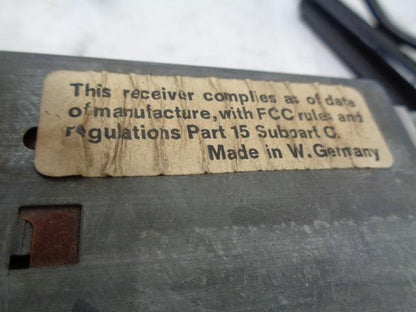 This receiver complies as of date
of manufacture, with FCC rules and
regulations Part 15 Subpart C.
Made in W. Germany